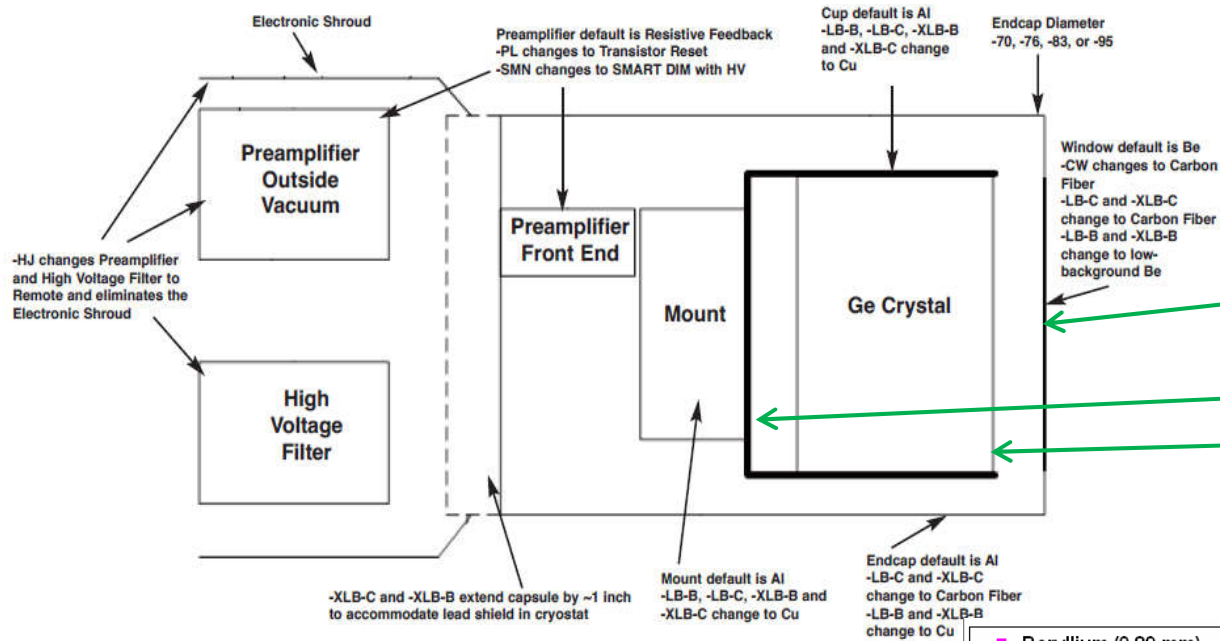 Electronic Shroud
Preamplifier default is Resistive Feedback
-PL changes to Transistor Reset
-SMN changes to SMART DIM with HV
Cup default is Al
-LB-B, -LB-C, -XLB-B
and -XLB-C change
to Cu
Endcap Diameter
-70, -76, -83, or -95
Preamplifier
Outside
Vacuum
Window default is Be
-CW changes to Carbon
Fiber
-LB-C and -XLB-C
change to Carbon Fiber
-LB-B and -XLB-B
change to low-
background Be
Preamplifier
Front End
-HJ changes Preamplifier
and High Voltage Filter to
Remote and eliminates the
Electronic Shroud
Mount
Ge Crystal
High
Voltage
Filter
-XLB-C and -XLB-B extend capsule by ~1 inch
to accommodate lead shield in cryostat
Mount default is Al
-LB-B, -LB-C, -XLB-B and
-XLB-C change to Cu
Endcap default is Al
-LB-C and -XLB-C
change to Carbon Fiber
-LB-B and -XLB-B
change to Cu